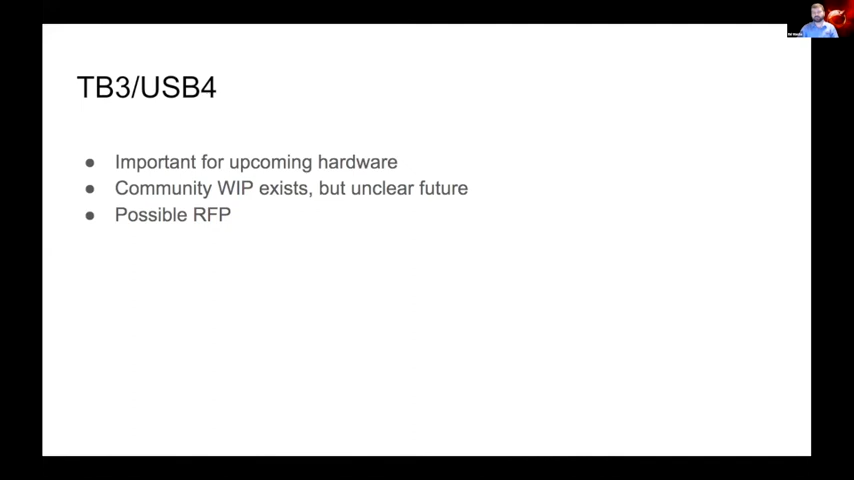 TB3/USB4
● Important for upcoming hardware
● Community WIP exists, but unclear future
● Possible RFP